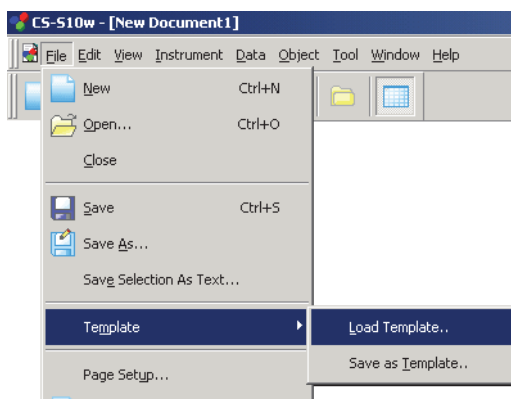 CS-S10w - [New Document1]
File Edit View Instrument Data Object Tool Window Help
New Ctrl+N
Open... Ctrl+O
Close
Save Ctrl+S
Save As...
Save Selection As Text...
Template
Load Template..
Save as Template..
Page Setup...